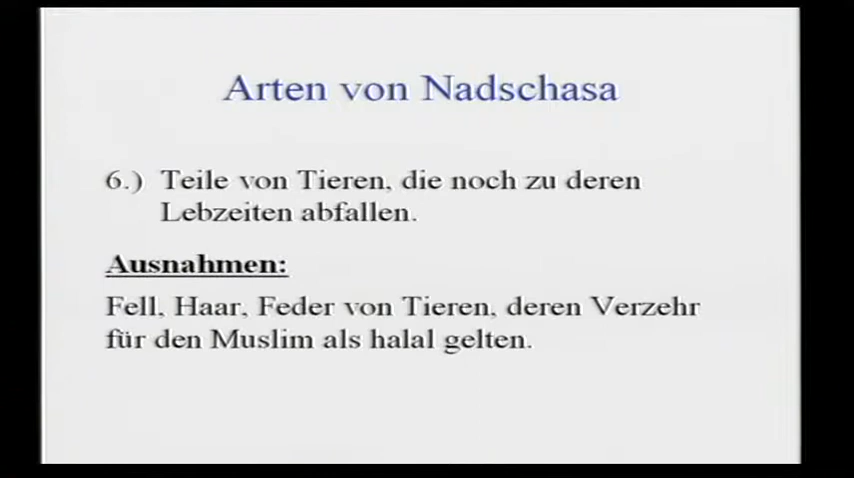 Arten von Nadschasa
6.) Teile von Tieren, die noch zu deren
Lebzeiten abfallen.
Ausnahmen:
Fell, Haar, Feder von Tieren, deren Verzehr
für den Muslim als halal gelten.